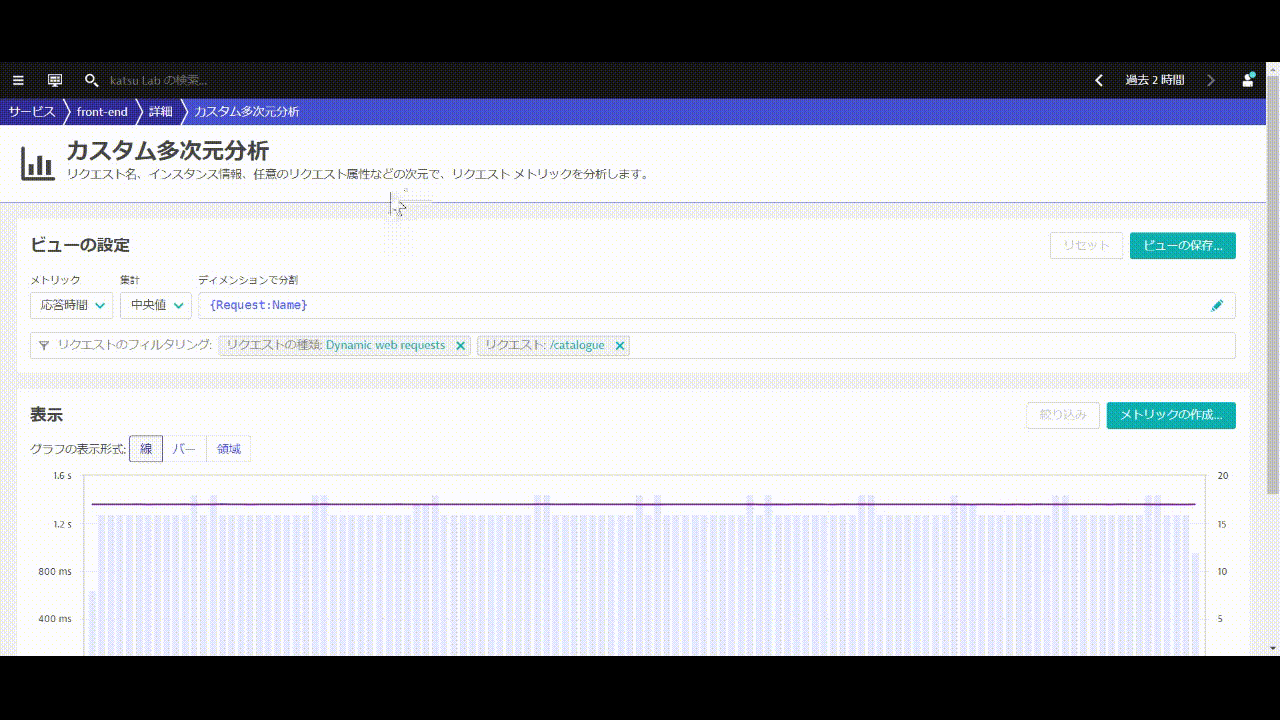 katsu Lab の検索...
過去 2 時間
サービス front-end 詳細 カスタム多次元分析
カスタム多次元分析
リクエスト名、インスタンス情報、任意のリクエスト属性などの次元で、リクエスト メトリックを分析します。
ビューの設定
リセット
ビューの保存...
メトリック 集計 ディメンションで分割
応答時間 中央値 {Request:Name}
リクエストのフィルタリング: リクエストの種類: Dynamic web requests リクエスト: /catalogue
表示
絞り込み
メトリックの作成...
グラフの表示形式: 線 バー 領域
1.6 s 20
1.2 s 15
800 ms 10
400 ms 5